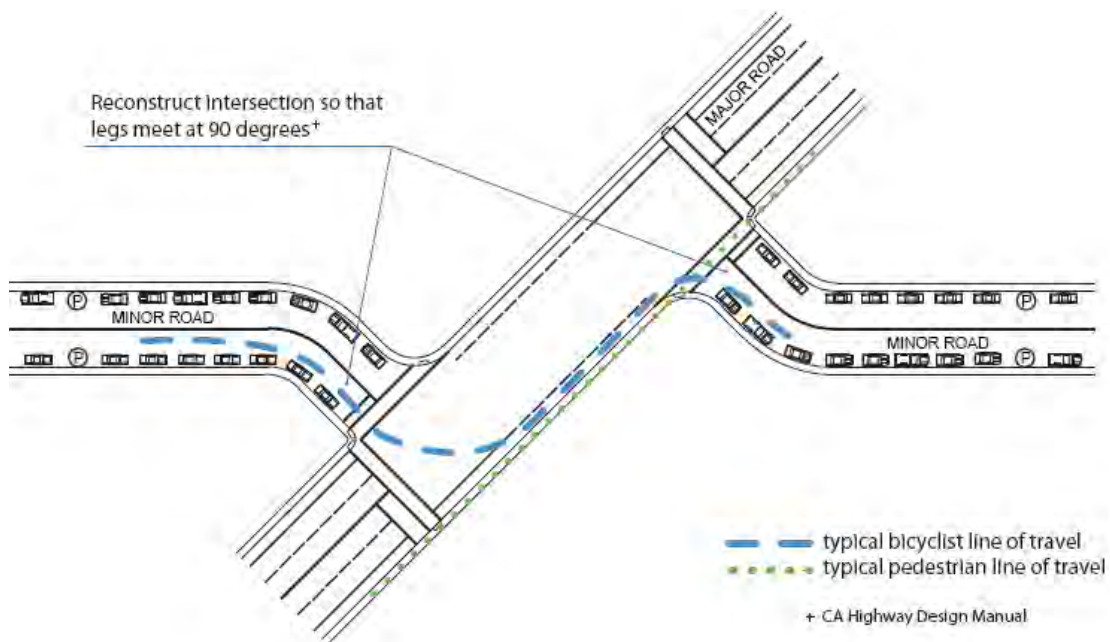 MAJOR ROAD
Reconstruct intersection so that
legs meet at 90 degrees+
P
MINOR ROAD
P
P
MINOR ROAD
P
typical bicyclist line of travel
typical pedestrian line of travel
+ CA Highway Design Manual